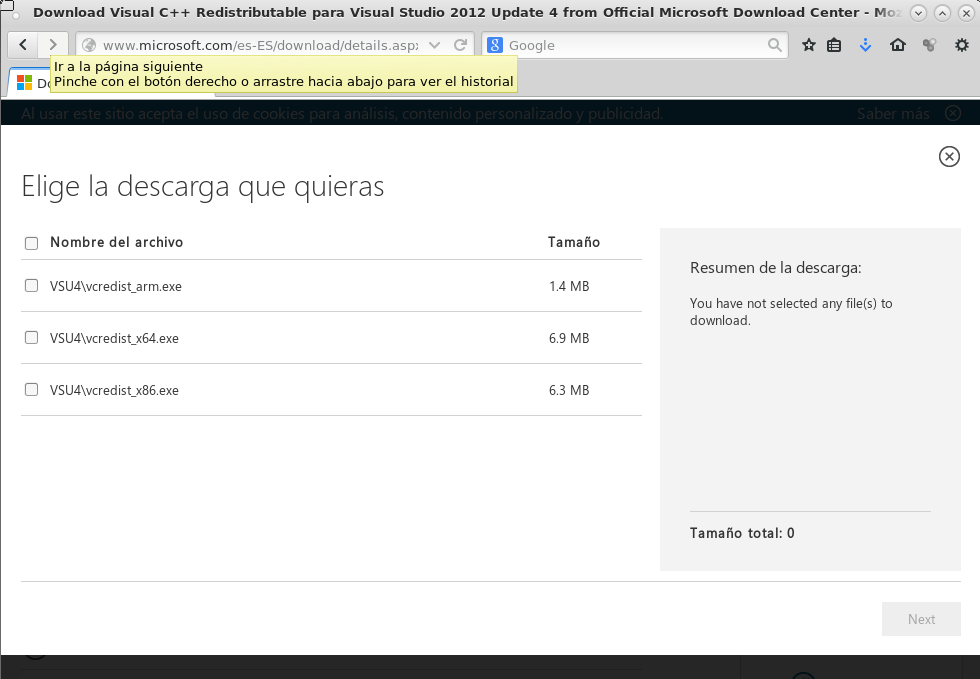 Download Visual C++ Redistributable para Visual Studio 2012 Update 4 from Official Microsoft Download Center - Moz
www.microsoft.com/es-ES/download/details.aspx
Google
Ir a la página siguiente
Pinche con el botón derecho o arrastre hacia abajo para ver el historial
Al usar este sitio acepta el uso de cookies para análisis, contenido personalizado y publicidad.
Saber más
Elige la descarga que quieras
Nombre del archivo Tamaño
VSU4\vcredist_arm.exe 1.4 MB
VSU4\vcredist_x64.exe 6.9 MB
VSU4\vcredist_x86.exe 6.3 MB
Resumen de la descarga:
You have not selected any file(s) to
download.
Tamaño total: 0
Next